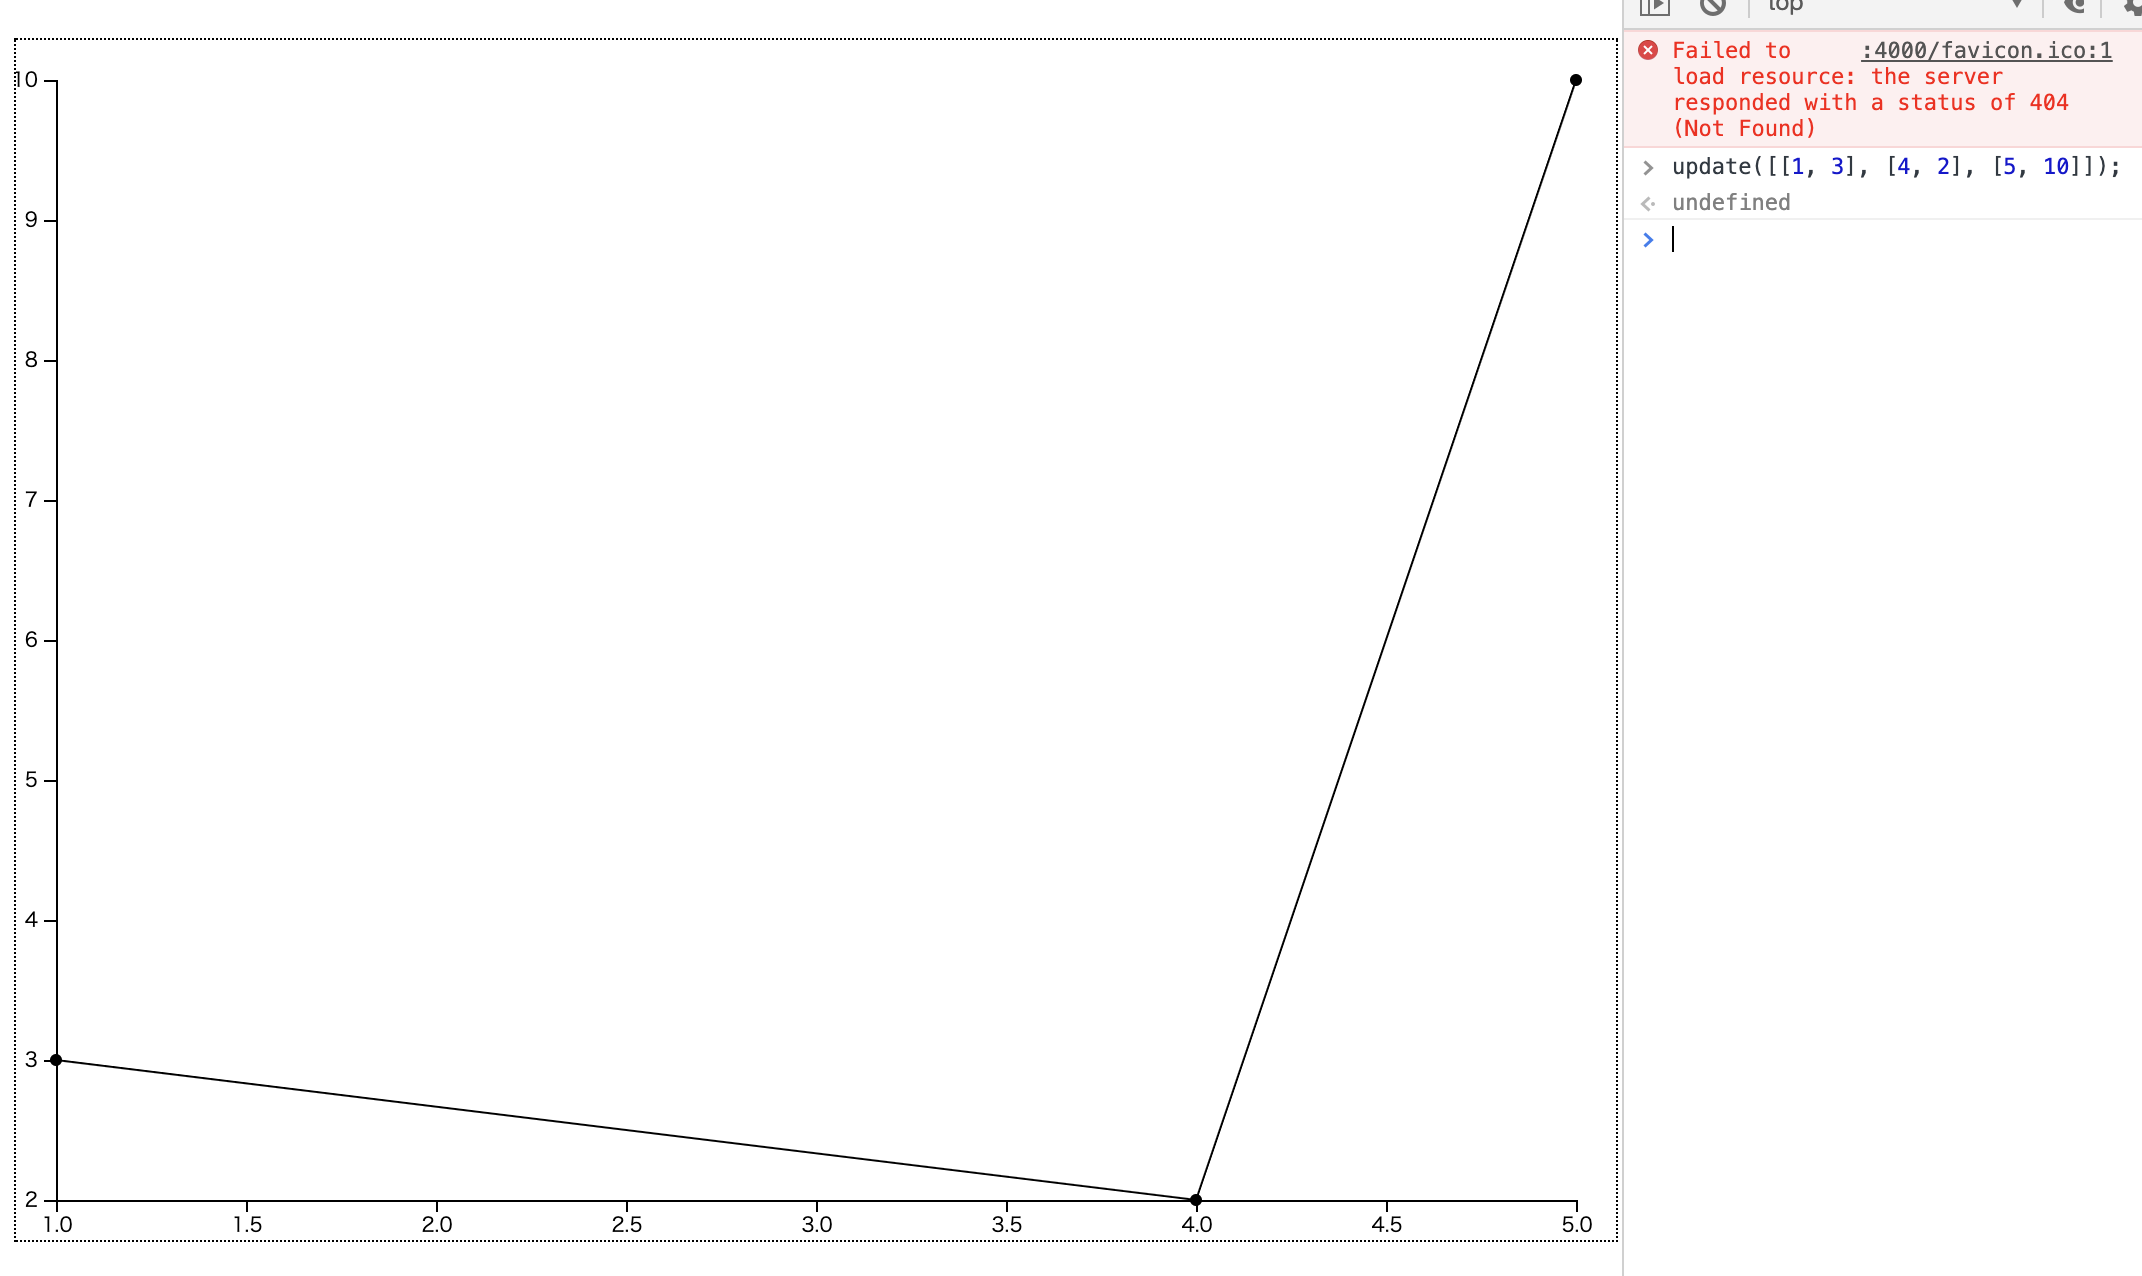 10
9
8
7
6
5
4
3
2
1.0 1.5 2.0 2.5 3.0 3.5 4.0 4.5 5.0
top
Failed to :4000/favicon.ico:1
load resource: the server
responded with a status of 404
(Not Found)
update([[1, 3], [4, 2], [5, 10]]);
undefined